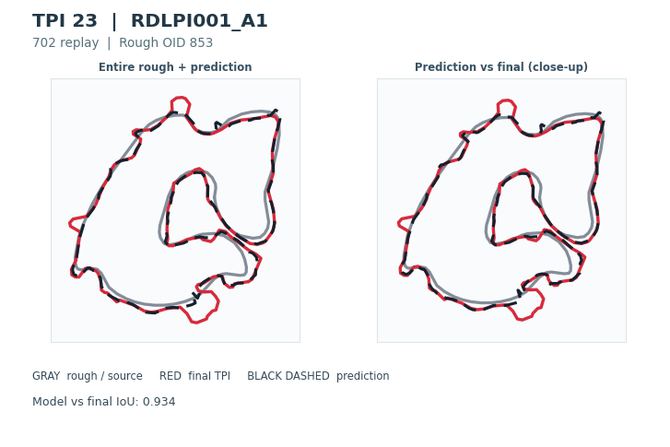 TPI 23 | RDLPI001_A1
702 replay | Rough OID 853
Entire rough + prediction
Prediction vs final (close-up)
GRAY rough / source RED final TPI BLACK DASHED prediction
Model vs final IoU: 0.934